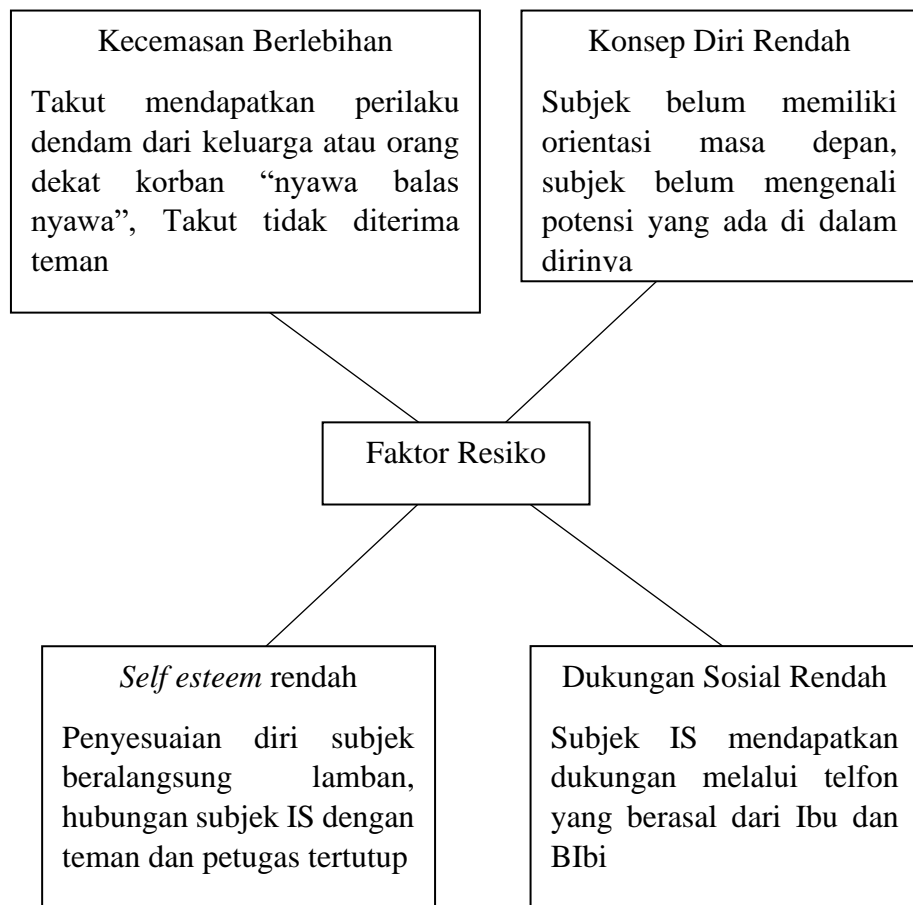 Kecemasan Berlebihan
Takut mendapatkan perilaku
dendam dari keluarga atau orang
dekat korban “nyawa balas
nyawa”, Takut tidak diterima
teman
Konsep Diri Rendah
Subjek belum memiliki
orientasi masa depan,
subjek belum mengenali
potensi yang ada di dalam
dirinya
Faktor Resiko
Self esteem rendah
Penyesuaian diri subjek
beralangsung lamban,
hubungan subjek IS dengan
teman dan petugas tertutup
Dukungan Sosial Rendah
Subjek IS mendapatkan
dukungan melalui telfon
yang berasal dari Ibu dan
BIbi